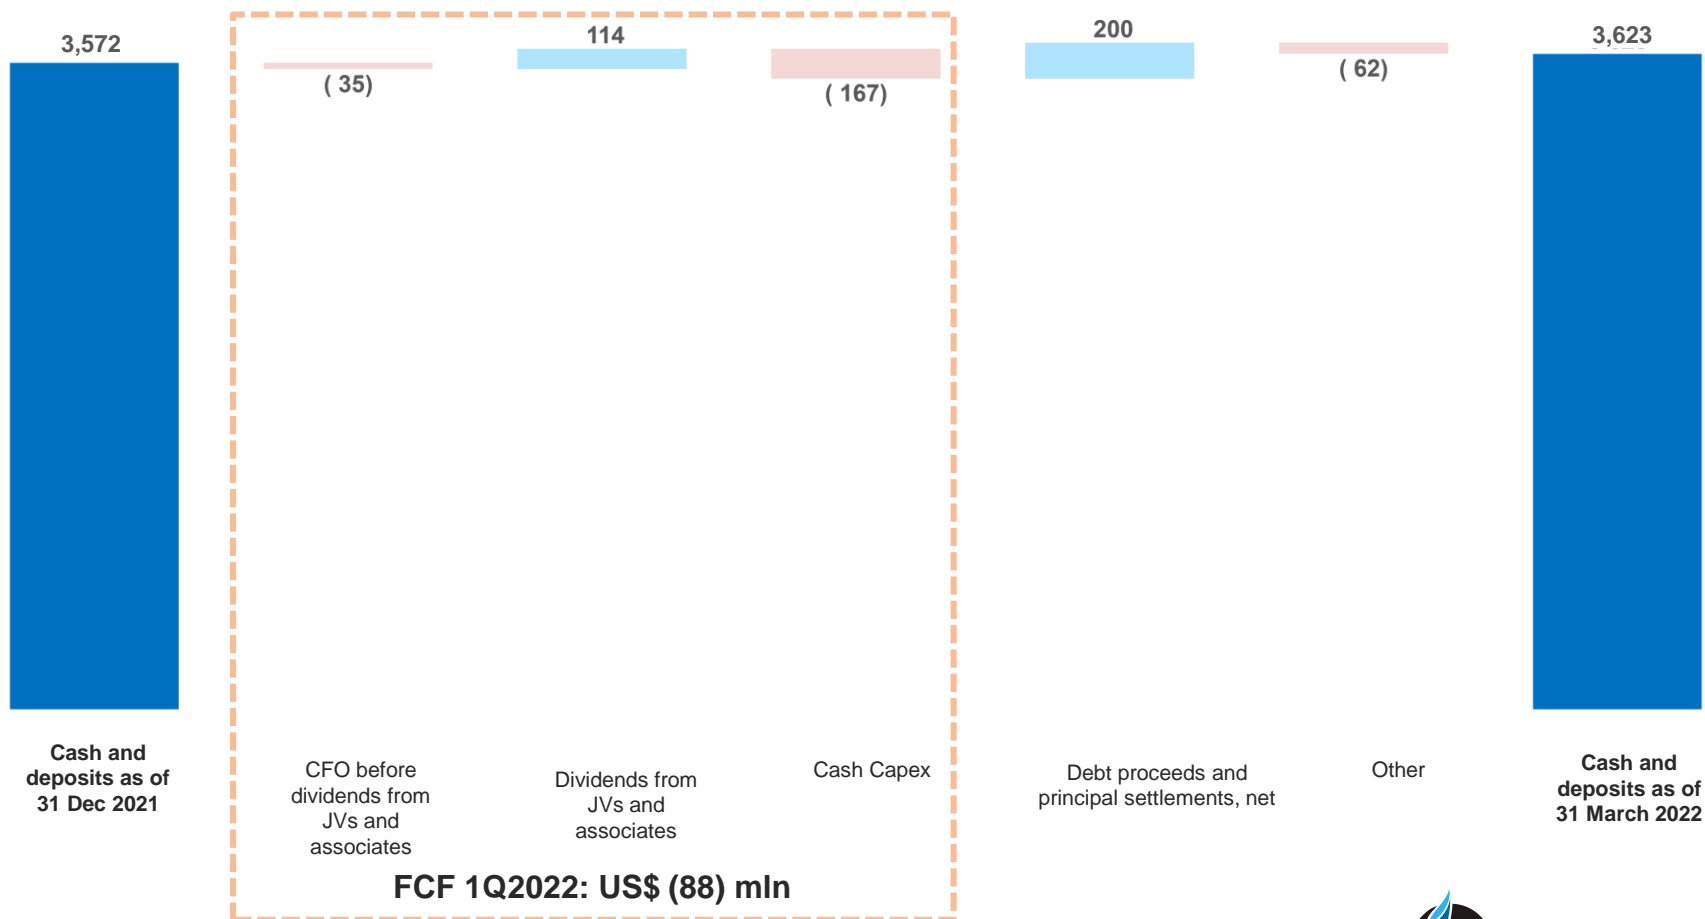 3,572
( 35)
114
( 167)
200
( 62)
3,623
Cash and
deposits as of
31 Dec 2021
CFO before
dividends from
JVs and
associates
Dividends from
JVs and
associates
Cash Capex
Debt proceeds and
principal settlements, net
Other
Cash and
deposits as of
31 March 2022
FCF 1Q2022: US$ (88) mln